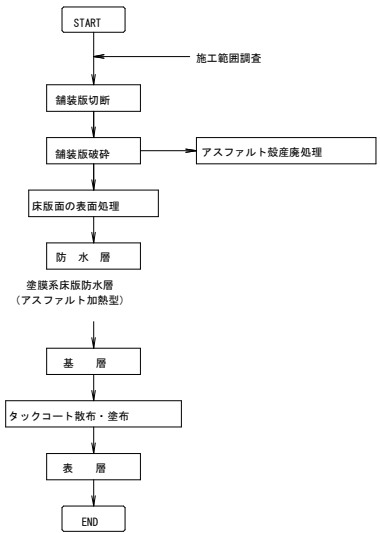 START
施工範囲調査
舗装版切断
舗装版破砕
アスファルト殻産廃処理
床版面の表面処理
防 水 層
塗膜系床版防水層
(アスファルト加熱型)
基 層
タックコート散布・塗布
表 層
END